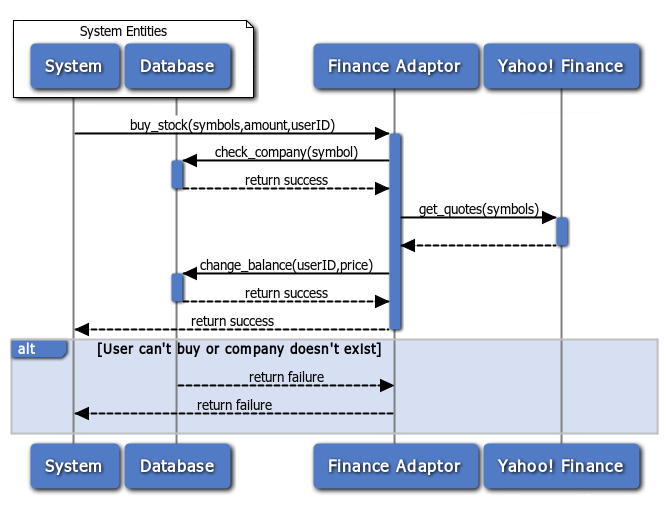 System Entities
System
Database
Finance Adaptor
Yahoo! Finance
buy_stock(symbols,amount,userID)
check_company(symbol)
return success
get_quotes(symbols)
change_balance(userID,price)
return success
return success
alt
[User can't buy or company doesn't exist]
return failure
return failure
System
Database
Finance Adaptor
Yahoo! Finance